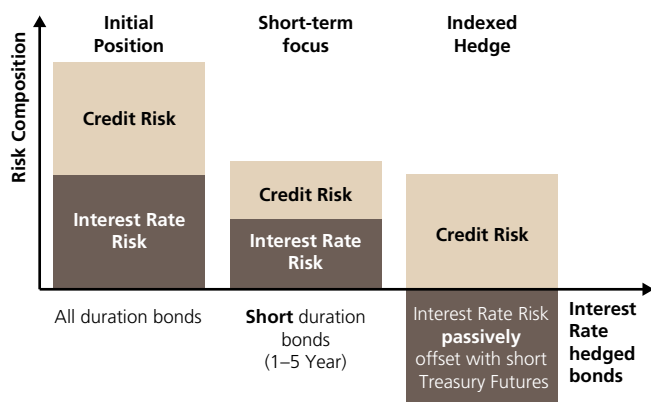 Initial
Position
Short-term
focus
Indexed
Hedge
Risk Composition
Credit Risk
Interest Rate
Risk
Credit Risk
Interest Rate
Risk
Credit Risk
All duration bonds
Short duration
bonds
(1–5 Year)
Interest Rate Risk
passively
offset with short
Treasury Futures
Interest
Rate
hedged
bonds